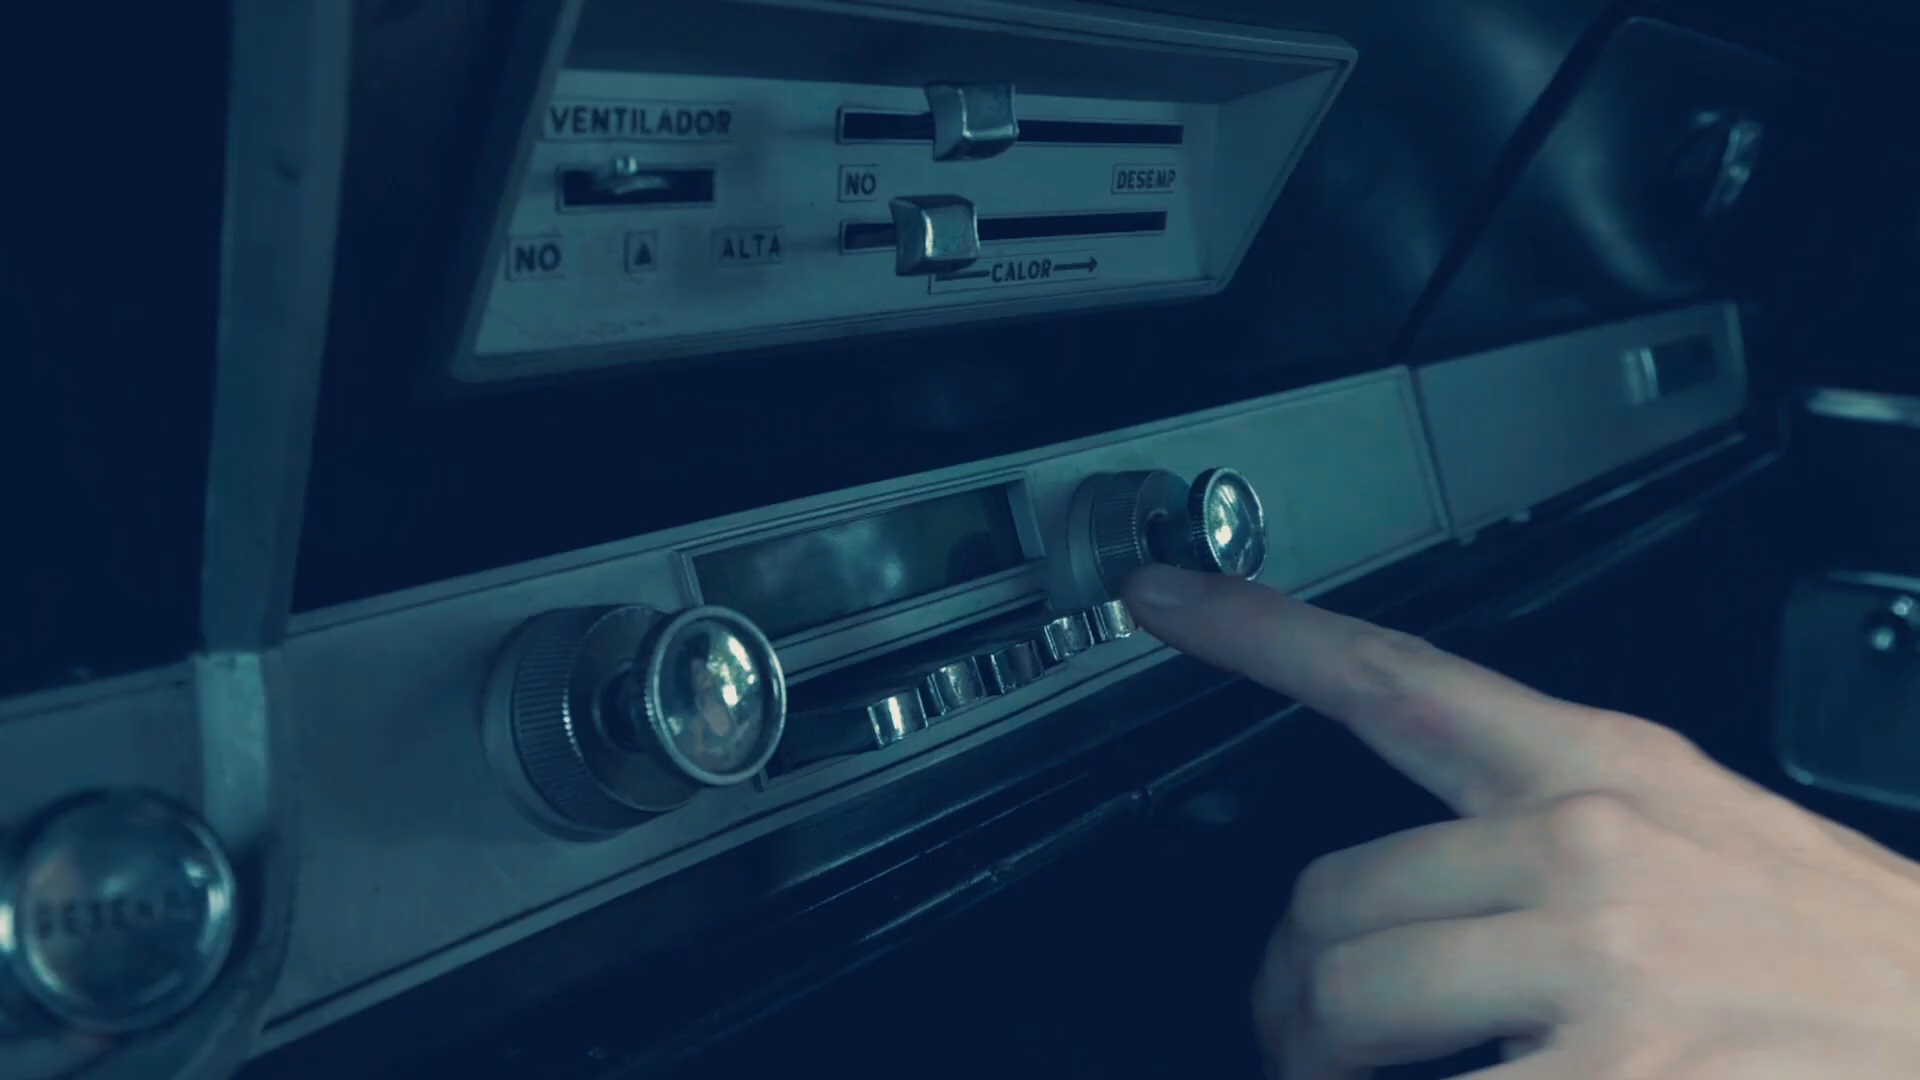 VENTILADOR
NO ▲ ALTA
NO DESEMP
CALOR→